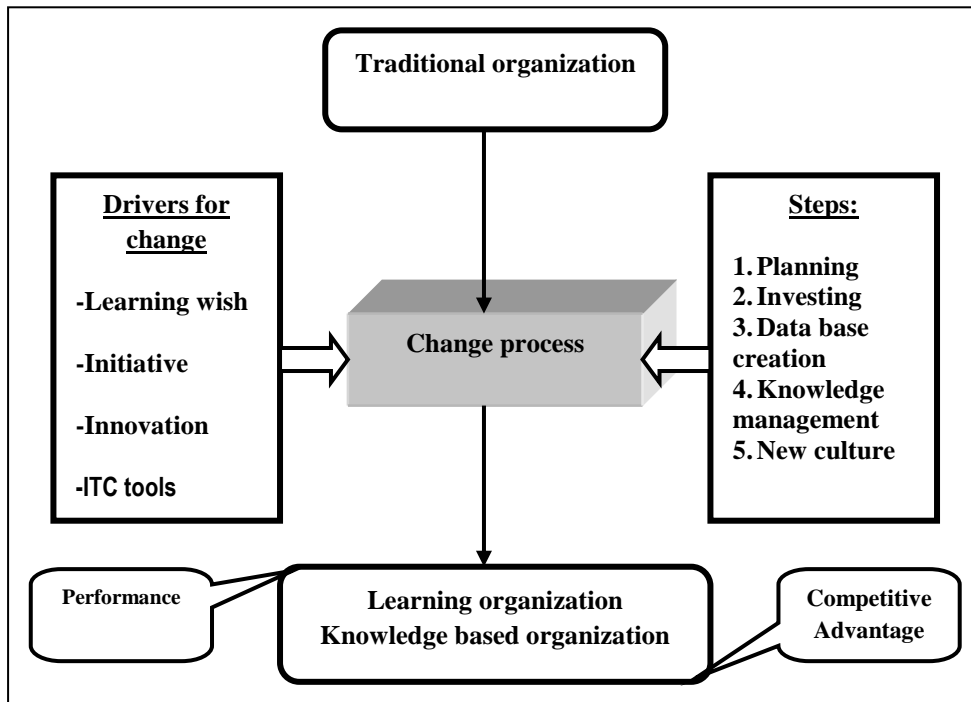 Traditional organization
Drivers for
change
-Learning wish
-Initiative
-Innovation
-ITC tools
Change process
Steps:
1. Planning
2. Investing
3. Data base
creation
4. Knowledge
management
5. New culture
Performance
Learning organization
Knowledge based organization
Competitive
Advantage